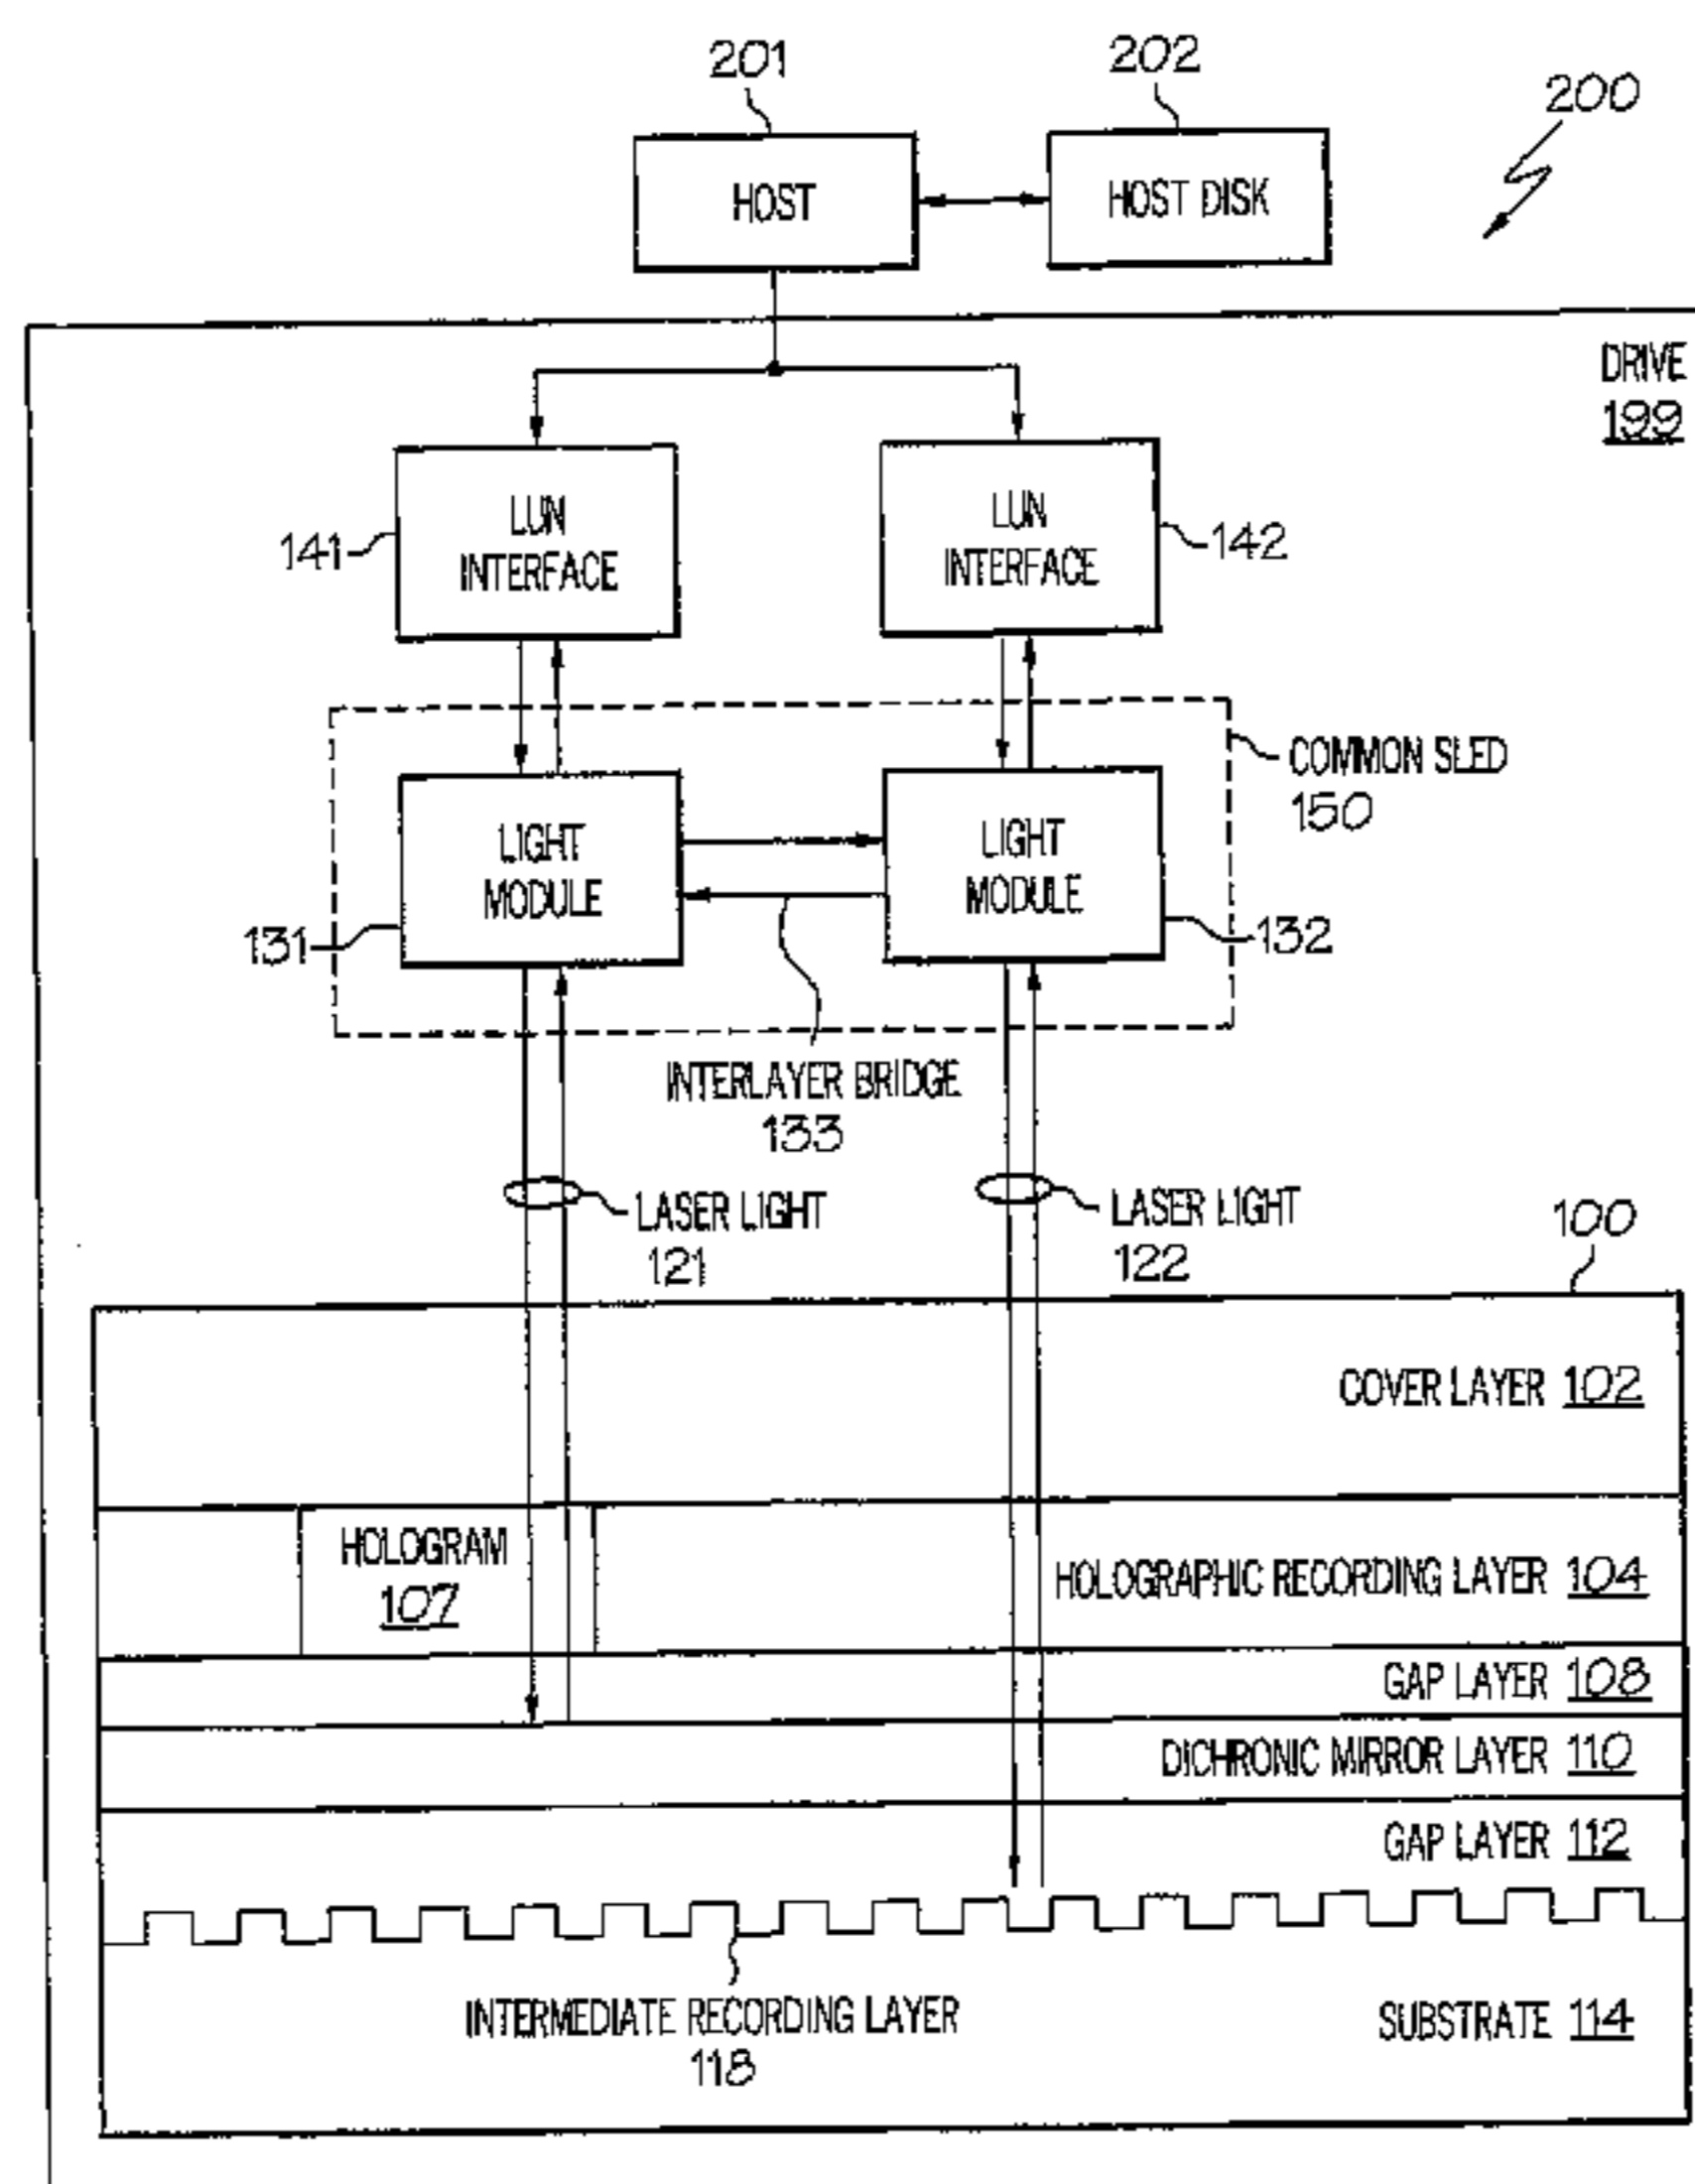 201
202
200
HOST
HOST DISK
DRIVE
199
LUN
INTERFACE
141
LUN
INTERFACE
142
COMMON SLED
150
LIGHT
MODULE
131
LIGHT
MODULE
132
INTERLAYER BRIDGE
133
LASER LIGHT
121
LASER LIGHT
122
100
COVER LAYER 102
HOLOGRAM
107
HOLOGRAPHIC RECORDING LAYER 104
GAP LAYER 108
DICHRONIC MIRROR LAYER 110
GAP LAYER 112
INTERMEDIATE RECORDING LAYER
118
SUBSTRATE 114